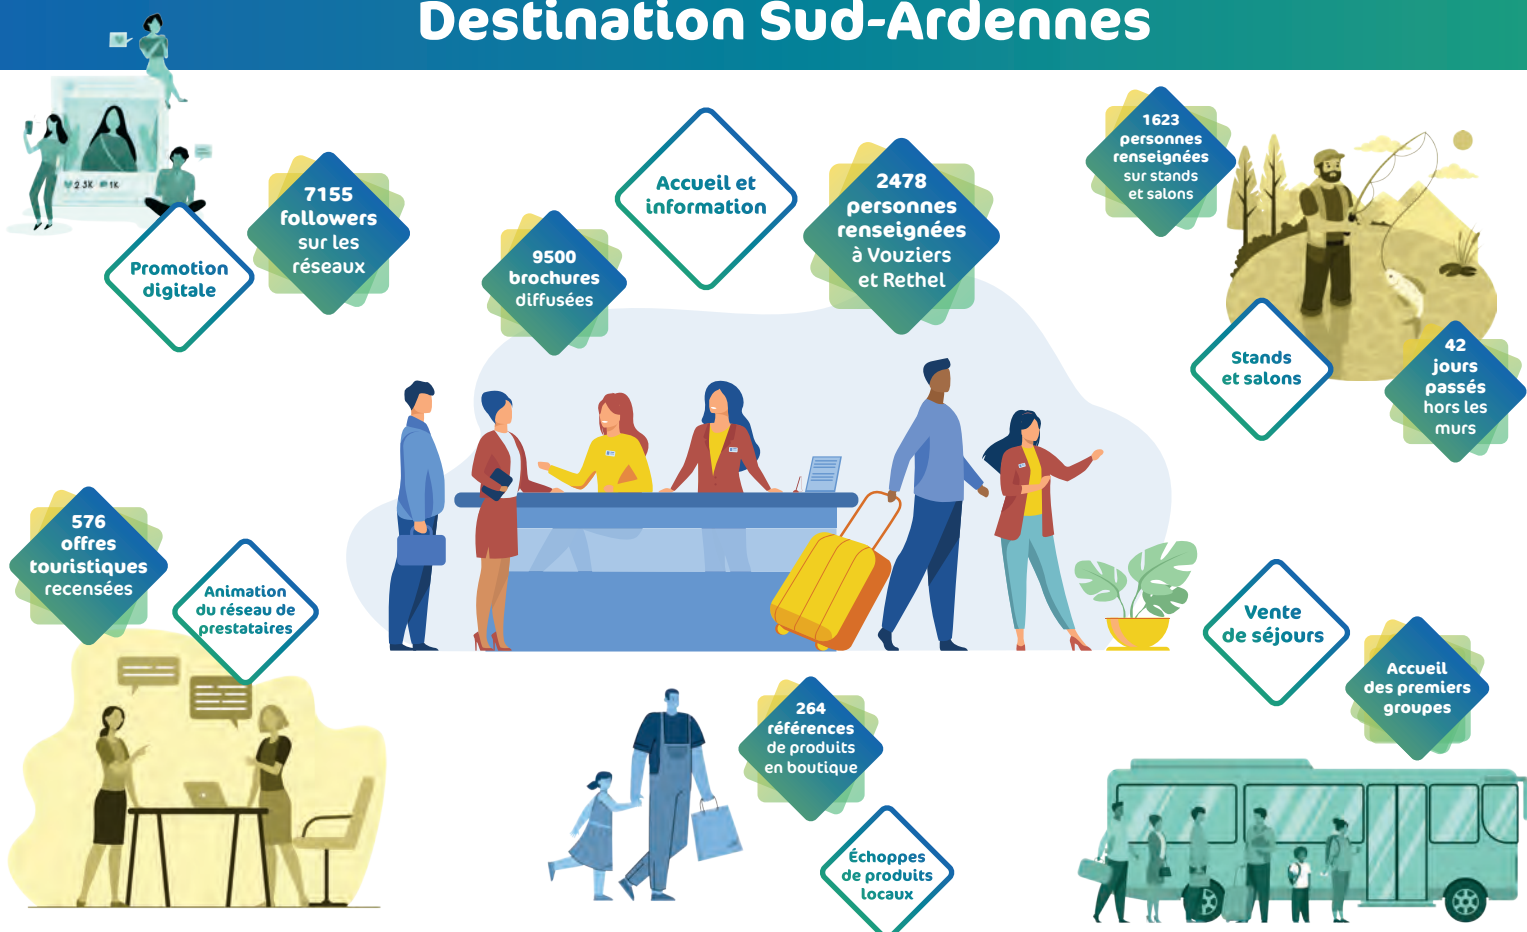 Destination Sud-Ardennes
2.3K 1K
Promotion
digitale
7155
followers
sur les
réseaux
9500
brochures
diffusées
Accueil et
information
2478
personnes
renseignées
à Vouziers
et Rethel
1623
personnes
renseignées
sur stands
et salons
Stands
et salons
42
jours
passés
hors les
murs
576
offres
touristiques
recensées
Animation
du réseau de
prestataires
264
références
de produits
en boutique
Échoppes
de produits
locaux
Vente
de séjours
Accueil
des premiers
groupes